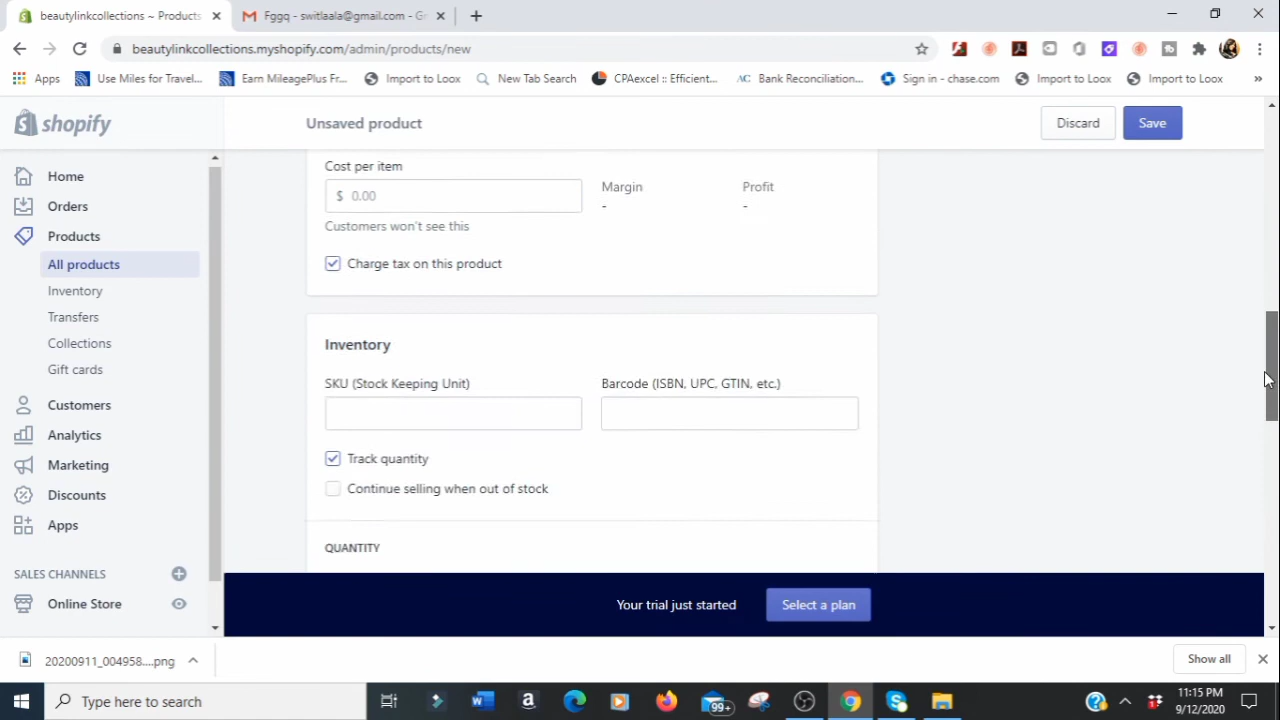 beautylinkcollections ~ Products
Fggq - switlaala@gmail.com - Gr
beautylinkcollections.myshopify.com/admin/products/new
Apps
Use Miles for Travel...
Earn MileagePlus Fr...
Import to Loox
New Tab Search
CPAexcel :: Efficient...
AC Bank Reconciliation...
Sign in - chase.com
Import to Loox
Import to Loox
»
shopify
Unsaved product
Discard
Save
Home
Orders
Products
All products
Inventory
Transfers
Collections
Gift cards
Customers
Analytics
Marketing
Discounts
Apps
SALES CHANNELS
Online Store
Cost per item
$ 0.00
Margin
-
Profit
-
Customers won't see this
Charge tax on this product
Inventory
SKU (Stock Keeping Unit)
Barcode (ISBN, UPC, GTIN, etc.)
Track quantity
Continue selling when out of stock
QUANTITY
Your trial just started
Select a plan
20200911_004958....png
Show all
Type here to search
99+
11:15 PM
9/12/2020